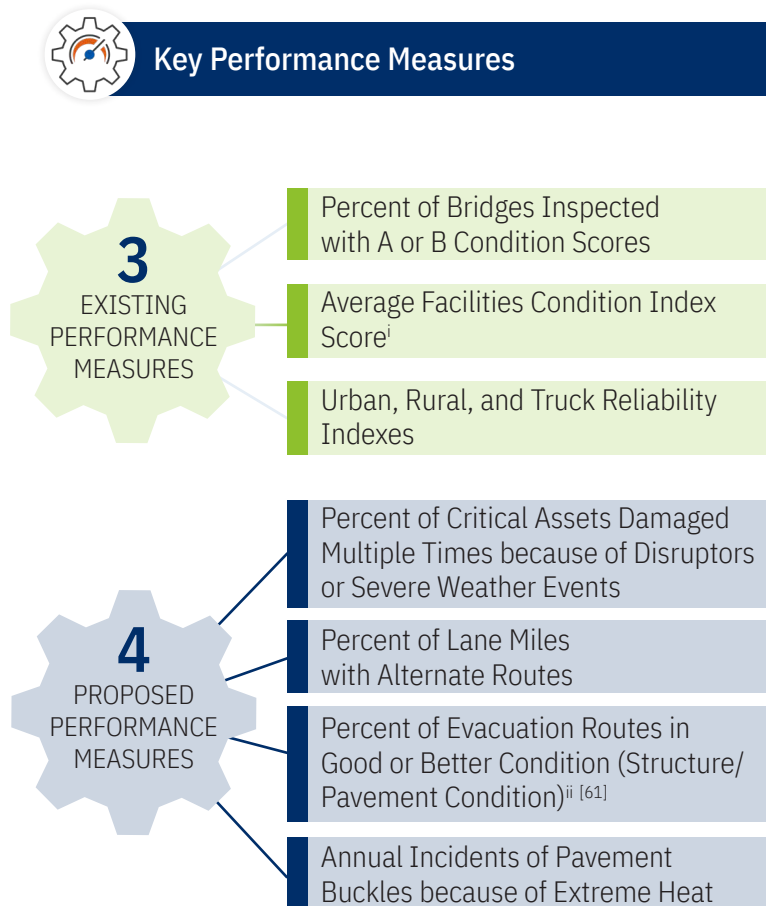 Key Performance Measures
3
EXISTING
PERFORMANCE
MEASURES
Percent of Bridges Inspected
with A or B Condition Scores
Average Facilities Condition Index
Scoreⁱ
Urban, Rural, and Truck Reliability
Indexes
4
PROPOSED
PERFORMANCE
MEASURES
Percent of Critical Assets Damaged
Multiple Times because of Disruptors
or Severe Weather Events
Percent of Lane Miles
with Alternate Routes
Percent of Evacuation Routes in
Good or Better Condition (Structure/
Pavement Condition)ⁱⁱ [61]
Annual Incidents of Pavement
Buckles because of Extreme Heat